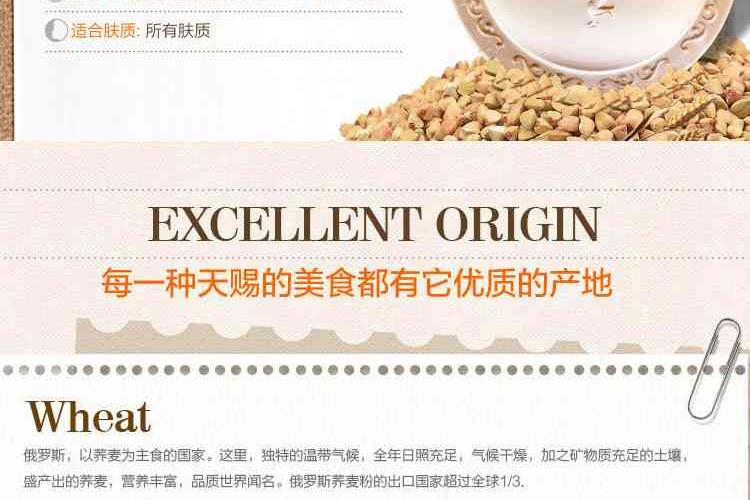 适合肤质: 所有肤质
EXCELLENT ORIGIN
每一种天赐的美食都有它优质的产地
Wheat
俄罗斯，以荞麦为主食的国家。这里，独特的温带气候，全年日照充足，气候干燥，加之矿物质充足的土壤，
盛产出的荞麦，营养丰富，品质世界闻名。俄罗斯荞麦粉的出口国家超过全球1/3.